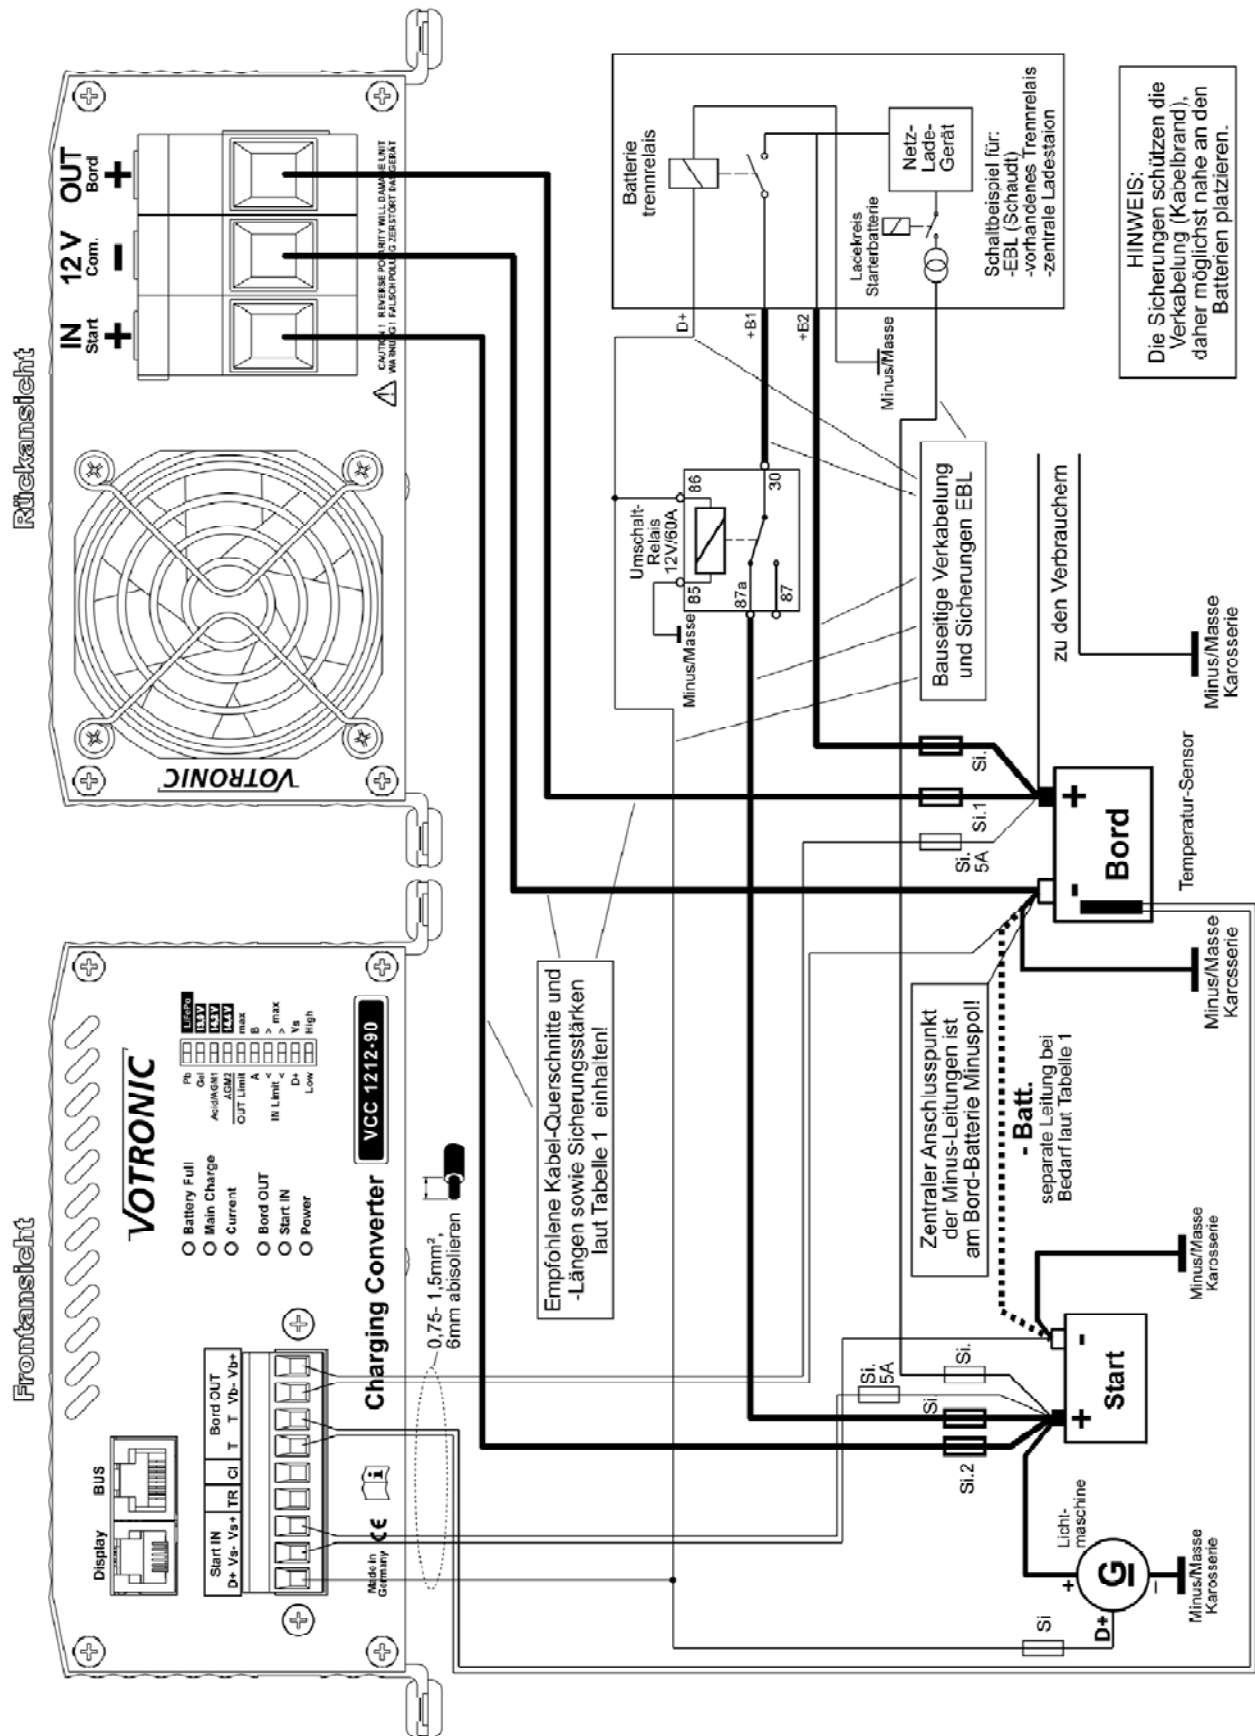 Frontansicht
Display
BUS
Start IN
D+ Vs- Vs+
TR
CI
Bord OUT
T T Vb- Vb+
VOTRONIC
Battery Full
Main Charge
Current
Bord OUT
Start IN
Power
Pb
LiFePo
Gel
13,9 V
Acid/AGM1
14,2 V
AGM2
14,4 V
OUT Limit
max
A
B
<
> max
IN Limit <
>
D+
Vs
Low
High
Made in
Germany
CE
i
Charging Converter
VCC 1212-90
0,75- 1,5mm²,
6mm abisolieren
Rückansicht
VOTRONIC
IN
Start
+
12 V
Com.
-
OUT
Bord
+
CAUTION ! REVERSE POLARITY WILL DAMAGE UNIT
WARNUNG ! FALSCHPOLUNG ZERSTÖRT DAS GERÄT
Empfohlene Kabel-Querschnitte und
-Längen sowie Sicherungsstärken
laut Tabelle 1 einhalten!
Umschalt-
Relais
12V/60A
85
86
87a
87
30
Minus/Masse
Batterie
trennrelais
D+
+B1
+B2
Minus/Masse
Ladekreis
Starterbatterie
Netz-
Lade-
Gerät
Schaltbeispiel für:
-EBL (Schaudt)
-vorhandenes Trennrelais
-zentrale Ladestaion
Bauseitige Verkabelung
und Sicherungen EBL
Zentraler Anschlusspunkt
der Minus-Leitungen ist
am Bord-Batterie Minuspol!
- Batt.
separate Leitung bei
Bedarf laut Tabelle 1
Si
D+
+
G
–
Licht-
maschine
Minus/Masse
Karosserie
Si.2
Si
Si.
5A
Si.
+
-
Start
Minus/Masse
Karosserie
Minus/Masse
Karosserie
Si.
5A
Si.1
Si.
-
+
Bord
Temperatur-Sensor
zu den Verbrauchern
Minus/Masse
Karosserie
HINWEIS:
Die Sicherungen schützen die
Verkabelung (Kabelbrand),
daher möglichst nahe an den
Batterien platzieren.